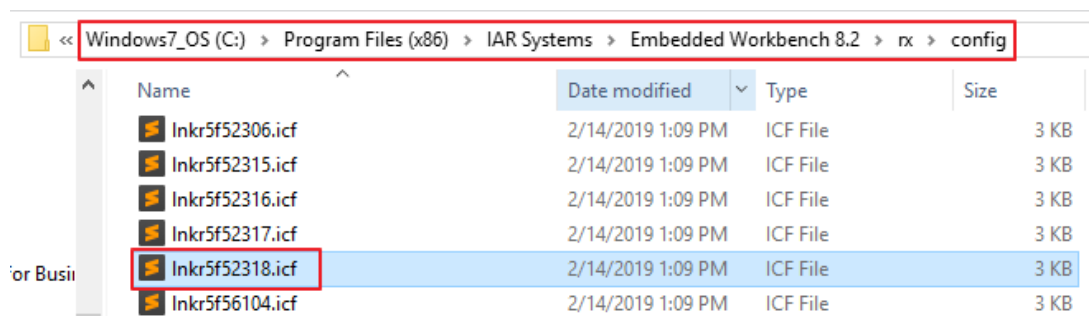 « Windows7_OS (C:) > Program Files (x86) > IAR Systems > Embedded Workbench 8.2 > rx > config
Name Date modified Type Size
lnkr5f52306.icf 2/14/2019 1:09 PM ICF File 3 KB
lnkr5f52315.icf 2/14/2019 1:09 PM ICF File 3 KB
lnkr5f52316.icf 2/14/2019 1:09 PM ICF File 3 KB
lnkr5f52317.icf 2/14/2019 1:09 PM ICF File 3 KB
or Busi lnkr5f52318.icf 2/14/2019 1:09 PM ICF File 3 KB
lnkr5f56104.icf 2/14/2019 1:09 PM ICF File 3 KB